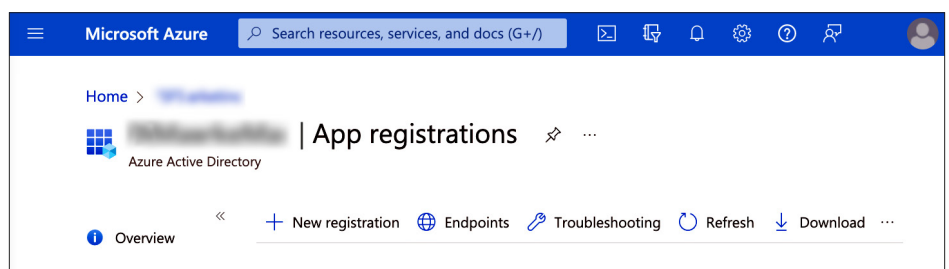 Microsoft Azure Search resources, services, and docs (G+/)
Home >
| App registrations ...
Azure Active Directory
« + New registration Endpoints Troubleshooting Refresh Download ...
Overview